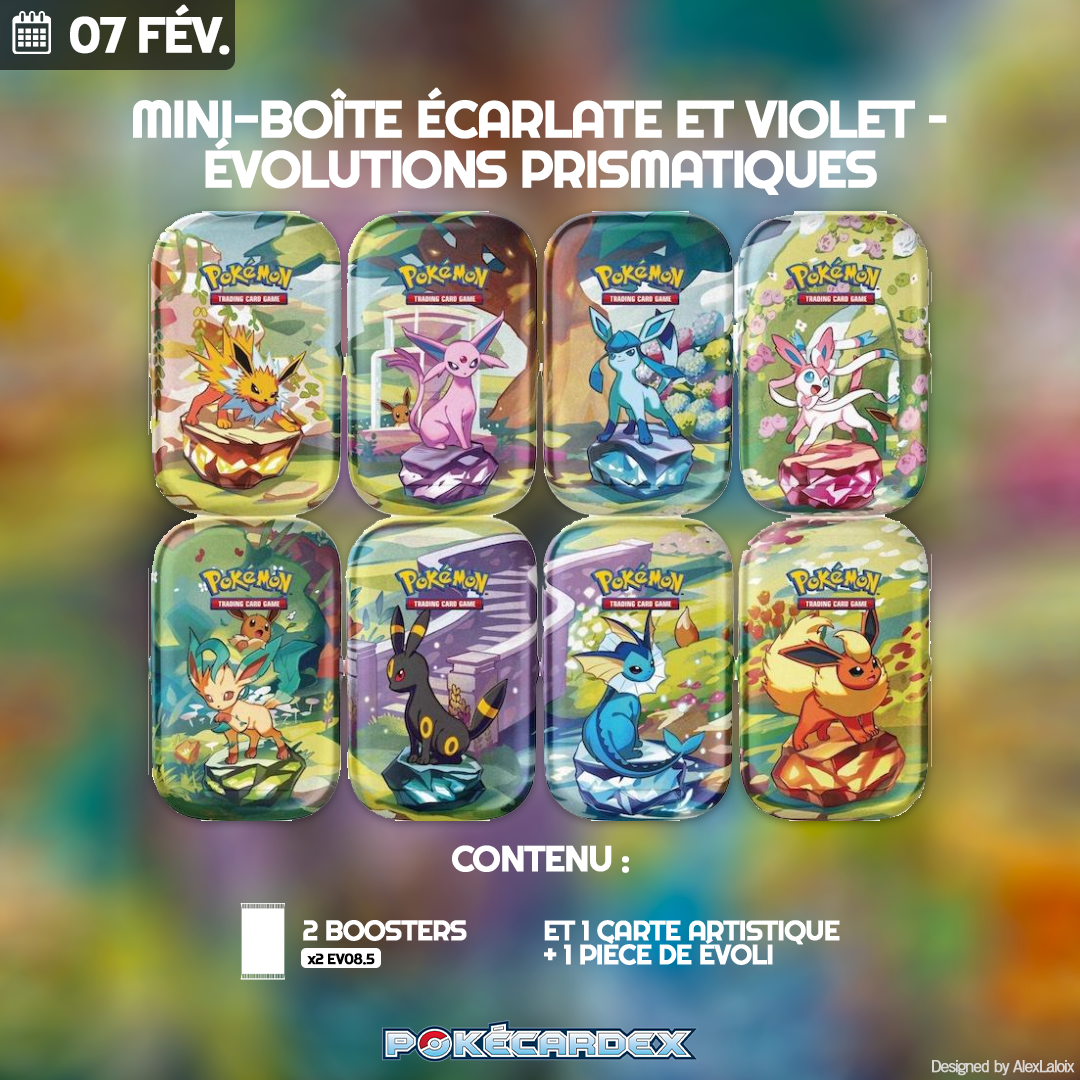 07 FÉV.
MINI-BOÎTE ÉCARLATE ET VIOLET -
ÉVOLUTIONS PRISMATIQUES
POKÉMON POKÉMON POKÉMON POKÉMON
TRADING CARD GAME TRADING CARD GAME TRADING CARD GAME TRADING CARD GAME
POKÉMON POKÉMON POKÉMON POKÉMON
TRADING CARD GAME TRADING CARD GAME TRADING CARD GAME TRADING CARD GAME
CONTENU :
2 BOOSTERS
x2 EV08.5
ET 1 CARTE ARTISTIQUE
+ 1 PIÈCE DE ÉVOLI
POKÉCARDEX
Designed by AlexLaloix